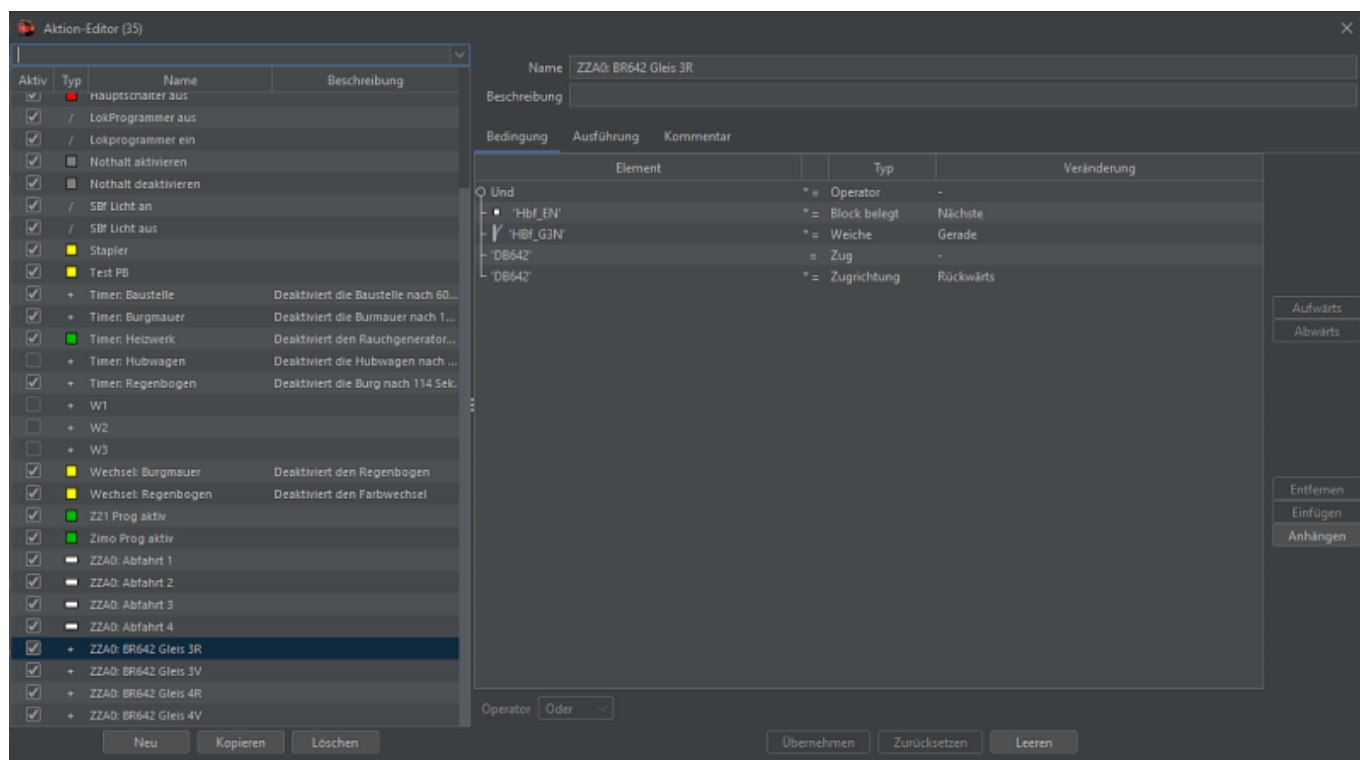 Aktion-Editor (35)
Aktiv Typ Name Beschreibung
Hauptschalter aus
/ LokProgrammer aus
/ Lokprogrammer ein
Nothalt aktivieren
Nothalt deaktivieren
/ SBf Licht an
/ SBf Licht aus
Stapler
Test PB
+ Timer: Baustelle Deaktiviert die Baustelle nach 60...
+ Timer: Burgmauer Deaktiviert die Burmauer nach 1...
Timer: Heizwerk Deaktiviert den Rauchgenerator...
+ Timer: Hubwagen Deaktiviert die Hubwagen nach ...
+ Timer: Regenbogen Deaktiviert die Burg nach 114 Sek.
+ W1
+ W2
+ W3
Wechsel: Burgmauer Deaktiviert den Regenbogen
Wechsel: Regenbogen Deaktiviert den Farbwechsel
Z21 Prog aktiv
Zimo Prog aktiv
ZZA0: Abfahrt 1
ZZA0: Abfahrt 2
ZZA0: Abfahrt 3
ZZA0: Abfahrt 4
+ ZZA0: BR642 Gleis 3R
+ ZZA0: BR642 Gleis 3V
+ ZZA0: BR642 Gleis 4R
+ ZZA0: BR642 Gleis 4V
Neu Kopieren Löschen
Name ZZA0: BR642 Gleis 3R
Beschreibung
Bedingung Ausführung Kommentar
Element Typ Veränderung
Und * = Operator -
'Hbf_EN' * = Block belegt Nächste
'HBf_G3N' * = Weiche Gerade
'DB642' = Zug -
'DB642' * = Zugrichtung Rückwärts
Aufwärts
Abwärts
Entfernen
Einfügen
Anhängen
Operator Oder
Übernehmen Zurücksetzen Leeren